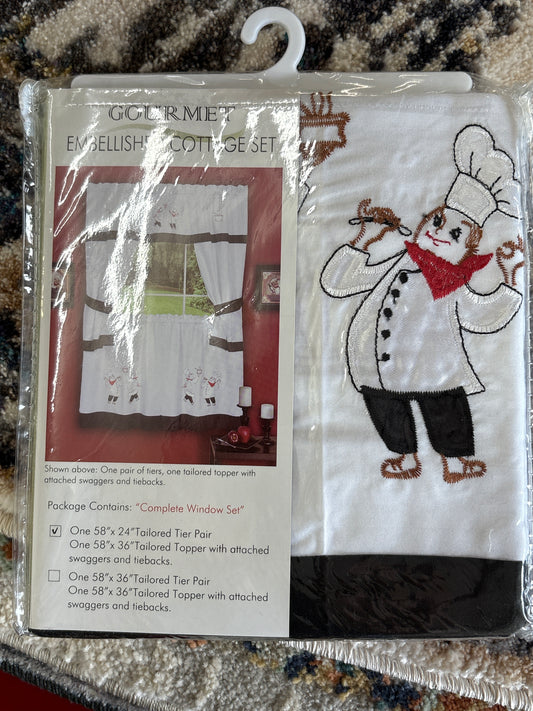 GOURMET
EMBELLISHED COTTAGE SET
Shown above: One pair of tiers, one tailored topper with
attached swaggers and tiebacks.
Package Contains: "Complete Window Set"
One 58"x 24"Tailored Tier Pair
One 58"x 36"Tailored Topper with attached
swaggers and tiebacks.
One 58"x 36"Tailored Tier Pair
One 58"x 36"Tailored Topper with attached
swaggers and tiebacks.